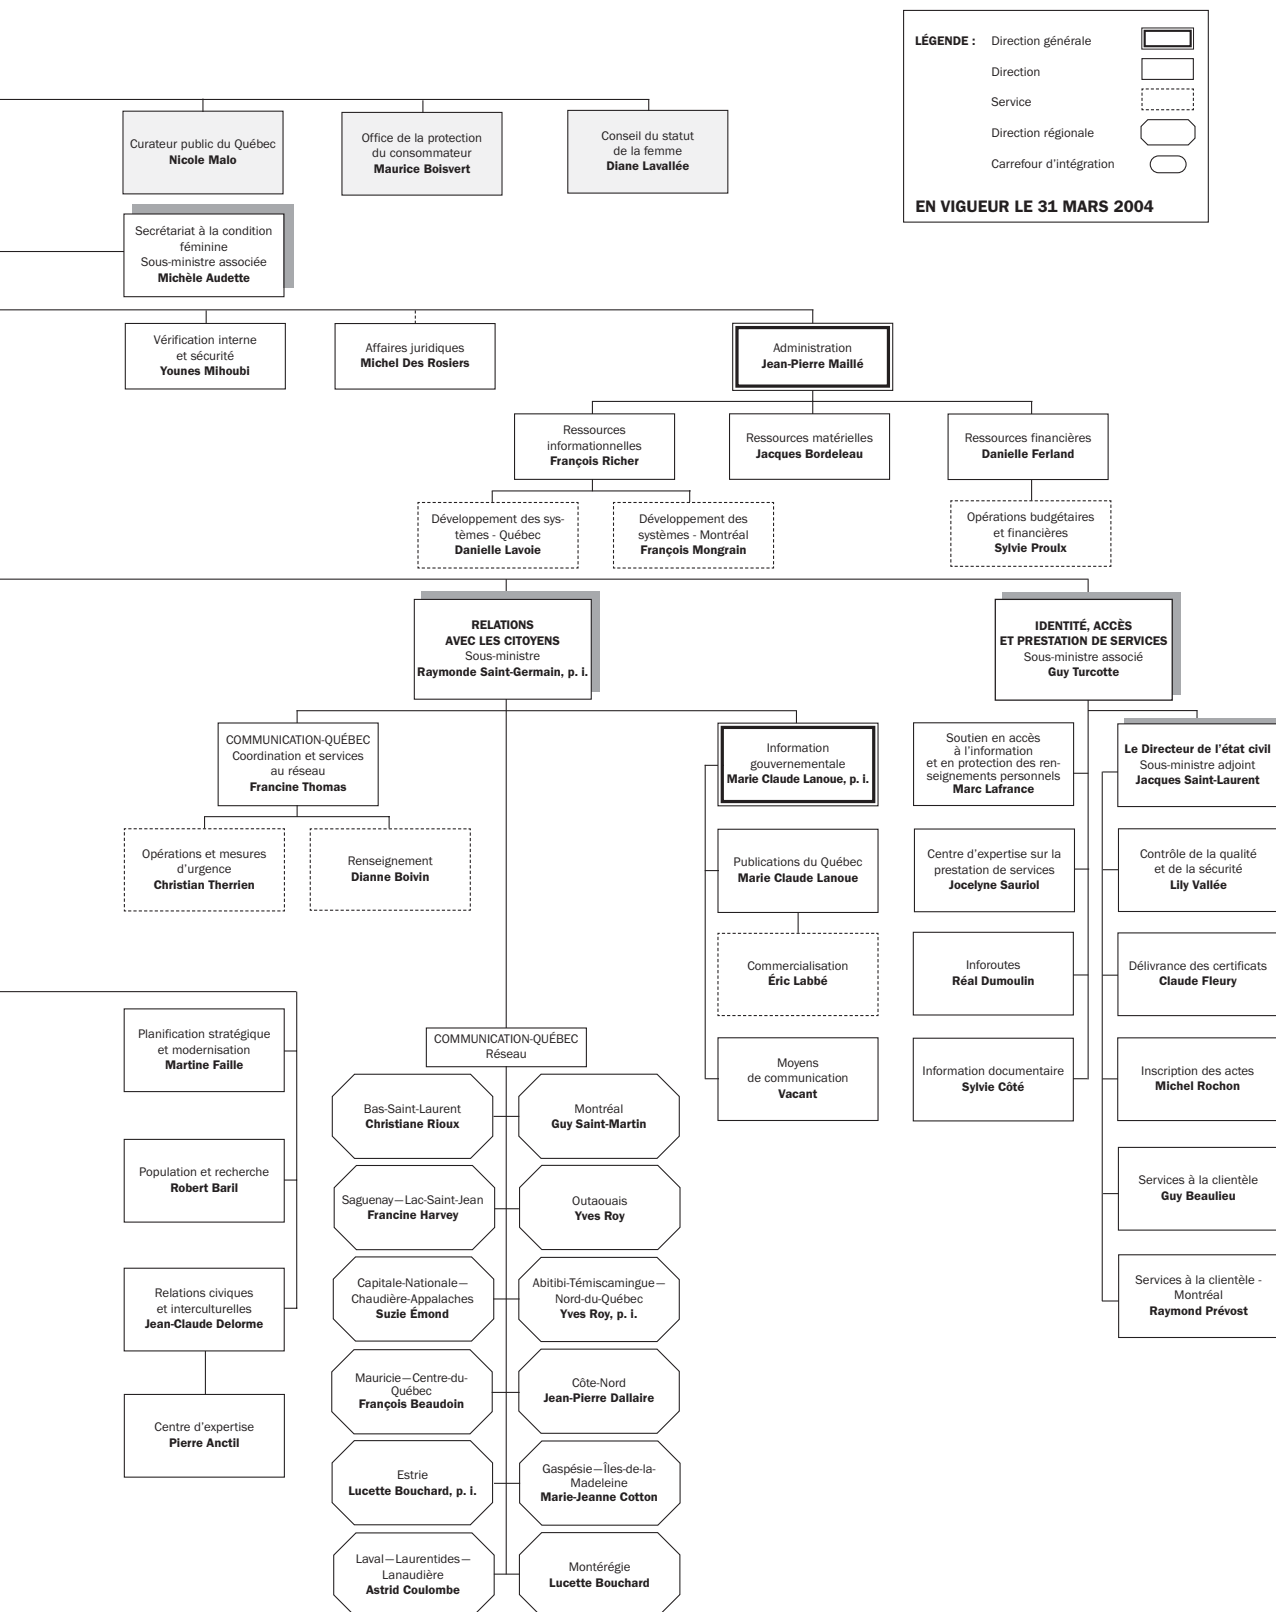 LÉGENDE :
Direction générale
Direction
Service
Direction régionale
Carrefour d'intégration
EN VIGUEUR LE 31 MARS 2004
Curateur public du Québec
Nicole Malo
Office de la protection
du consommateur
Maurice Boisvert
Conseil du statut
de la femme
Diane Lavallée
Secrétariat à la condition
féminine
Sous-ministre associée
Michèle Audette
Vérification interne
et sécurité
Younes Mihoubi
Affaires juridiques
Michel Des Rosiers
Administration
Jean-Pierre Maillé
Ressources
informationnelles
François Richer
Ressources matérielles
Jacques Bordeleau
Ressources financières
Danielle Ferland
Développement des sys-
tèmes - Québec
Danielle Lavoie
Développement des
systèmes - Montréal
François Mongrain
Opérations budgétaires
et financières
Sylvie Proulx
RELATIONS
AVEC LES CITOYENS
Sous-ministre
Raymonde Saint-Germain, p. i.
IDENTITÉ, ACCÈS
ET PRESTATION DE SERVICES
Sous-ministre associé
Guy Turcotte
COMMUNICATION-QUÉBEC
Coordination et services
au réseau
Francine Thomas
Information
gouvernementale
Marie Claude Lanoue, p. i.
Soutien en accès
à l'information
et en protection des ren-
seignements personnels
Marc Lafrance
Le Directeur de l'état civil
Sous-ministre adjoint
Jacques Saint-Laurent
Opérations et mesures
d'urgence
Christian Therrien
Renseignement
Dianne Boivin
Publications du Québec
Marie Claude Lanoue
Centre d'expertise sur la
prestation de services
Jocelyne Sauriol
Contrôle de la qualité
et de la sécurité
Lily Vallée
Commercialisation
Éric Labbé
Inforoutes
Réal Dumoulin
Délivrance des certificats
Claude Fleury
Planification stratégique
et modernisation
Martine Faille
COMMUNICATION-QUÉBEC
Réseau
Moyens
de communication
Vacant
Information documentaire
Sylvie Côté
Inscription des actes
Michel Rochon
Bas-Saint-Laurent
Christiane Rioux
Montréal
Guy Saint-Martin
Population et recherche
Robert Baril
Saguenay—Lac-Saint-Jean
Francine Harvey
Outaouais
Yves Roy
Services à la clientèle
Guy Beaulieu
Relations civiques
et interculturelles
Jean-Claude Delorme
Capitale-Nationale—
Chaudière-Appalaches
Suzie Émond
Abitibi-Témiscamingue—
Nord-du-Québec
Yves Roy, p. i.
Services à la clientèle -
Montréal
Raymond Prévost
Mauricie—Centre-du-
Québec
François Beaudoin
Côte-Nord
Jean-Pierre Dallaire
Centre d'expertise
Pierre Anctil
Estrie
Lucette Bouchard, p. i.
Gaspésie—Îles-de-la-
Madeleine
Marie-Jeanne Cotton
Laval—Laurentides—
Lanaudière
Astrid Coulombe
Montérégie
Lucette Bouchard